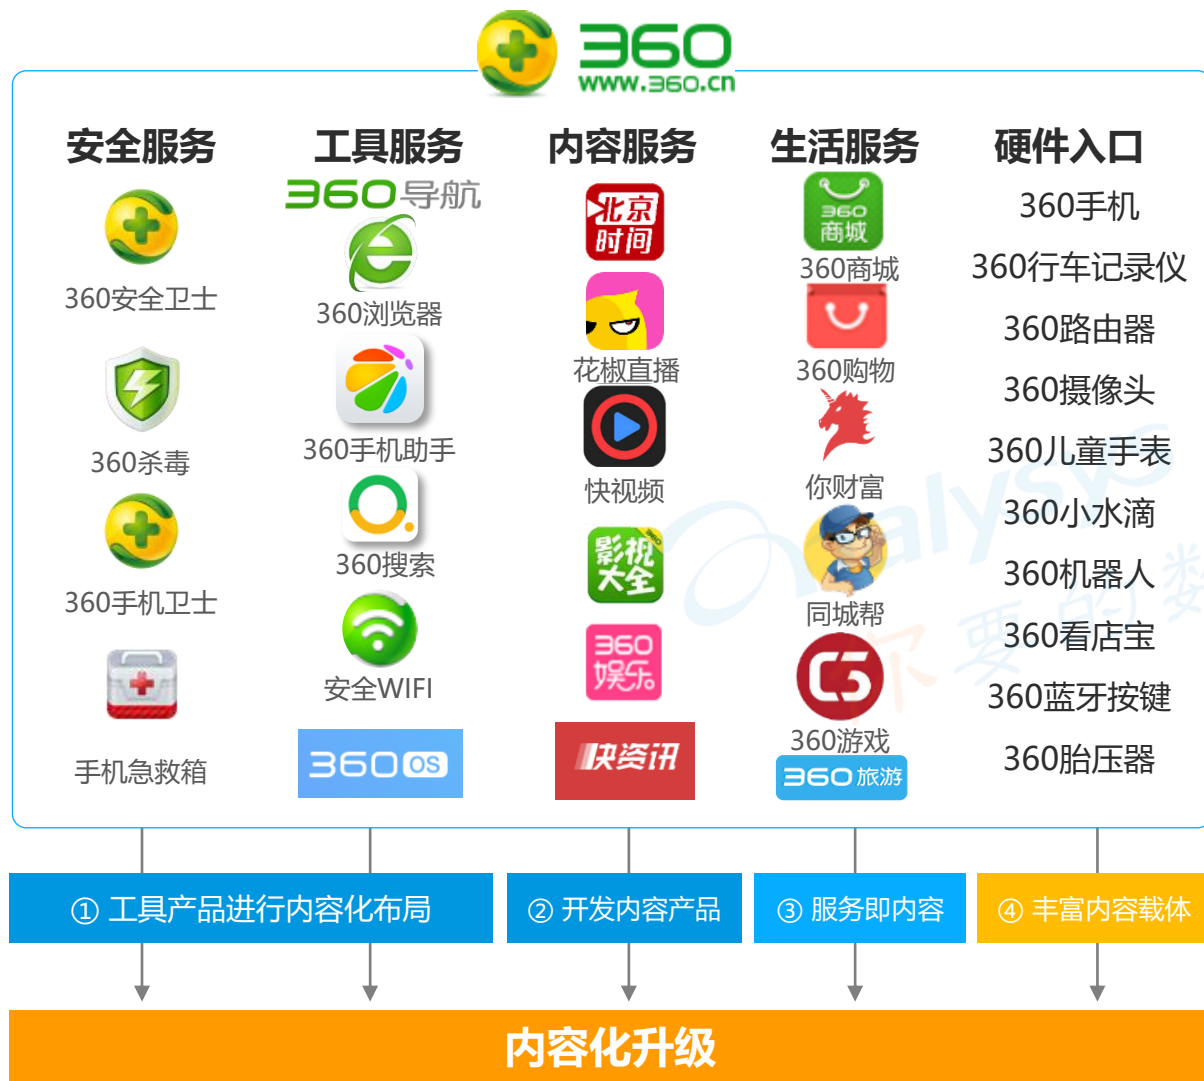 360
www.360.cn
安全服务
360安全卫士
360杀毒
360手机卫士
手机急救箱
工具服务
360导航
360浏览器
360手机助手
360搜索
安全WIFI
360 OS
内容服务
北京
时间
花椒直播
快视频
360
影视
大全
360
娱乐
快资讯
生活服务
360
商城
360商城
360购物
你财富
同城帮
C5
360游戏
360旅游
硬件入口
360手机
360行车记录仪
360路由器
360摄像头
360儿童手表
360小水滴
360机器人
360看店宝
360蓝牙按键
360胎压器
analysys
你要的数
① 工具产品进行内容化布局
② 开发内容产品
③ 服务即内容
④ 丰富内容载体
内容化升级